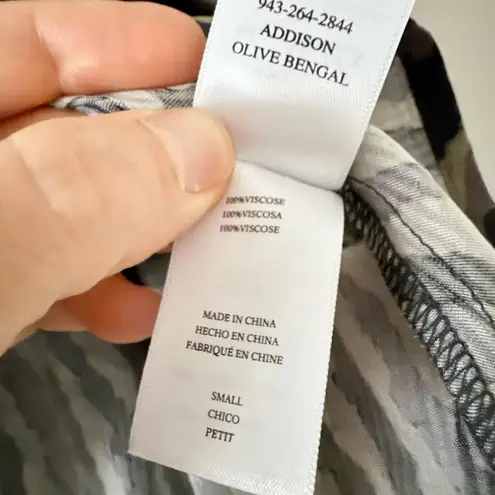 943-264-2844
ADDISON
OLIVE BENGAL
100%VISCOSE
100%VISCOSA
100%VISCOSE
MADE IN CHINA
HECHO EN CHINA
FABRIQUÉ EN CHINE
SMALL
CHICO
PETIT